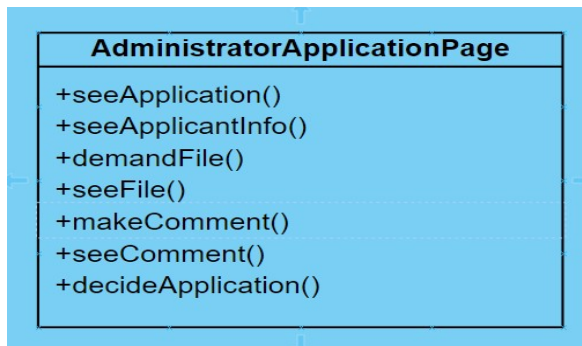 AdministratorApplicationPage
+seeApplication()
+seeApplicantInfo()
+demandFile()
+seeFile()
+makeComment()
+seeComment()
+decideApplication()